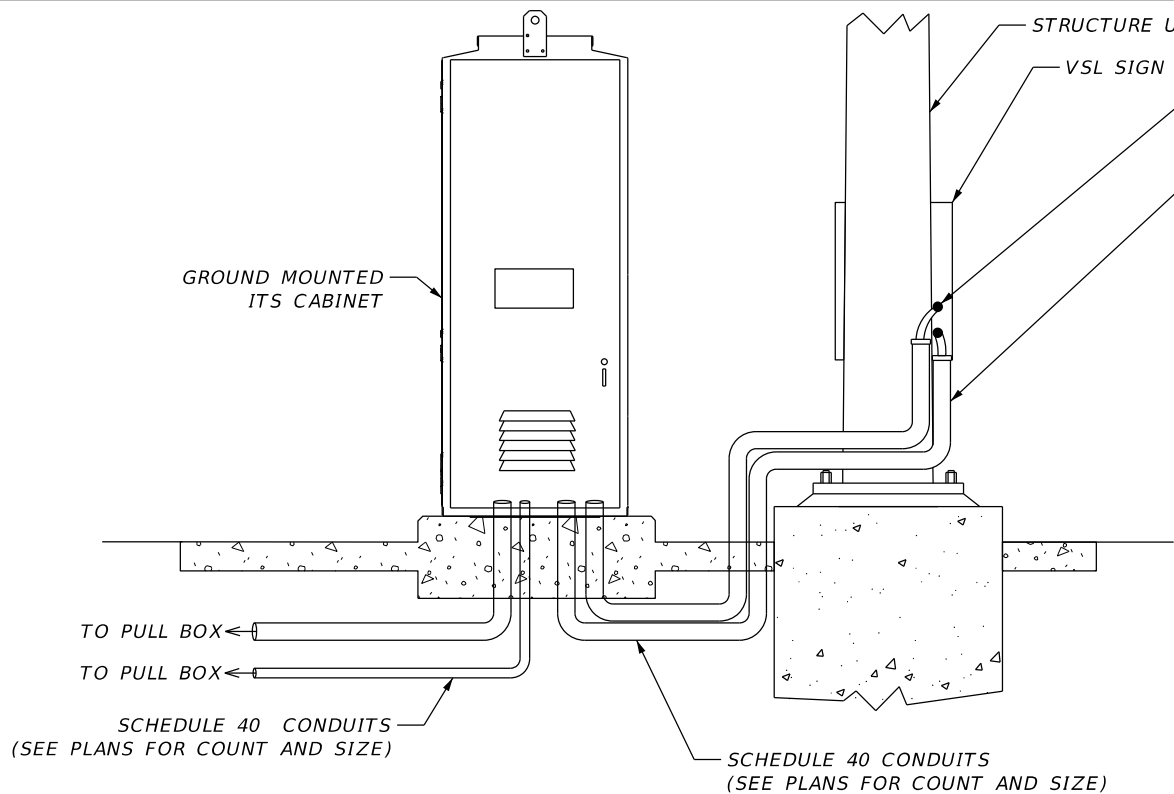 STRUCTURE U
VSL SIGN
GROUND MOUNTED
ITS CABINET
TO PULL BOX
TO PULL BOX
SCHEDULE 40 CONDUITS
(SEE PLANS FOR COUNT AND SIZE)
SCHEDULE 40 CONDUITS
(SEE PLANS FOR COUNT AND SIZE)